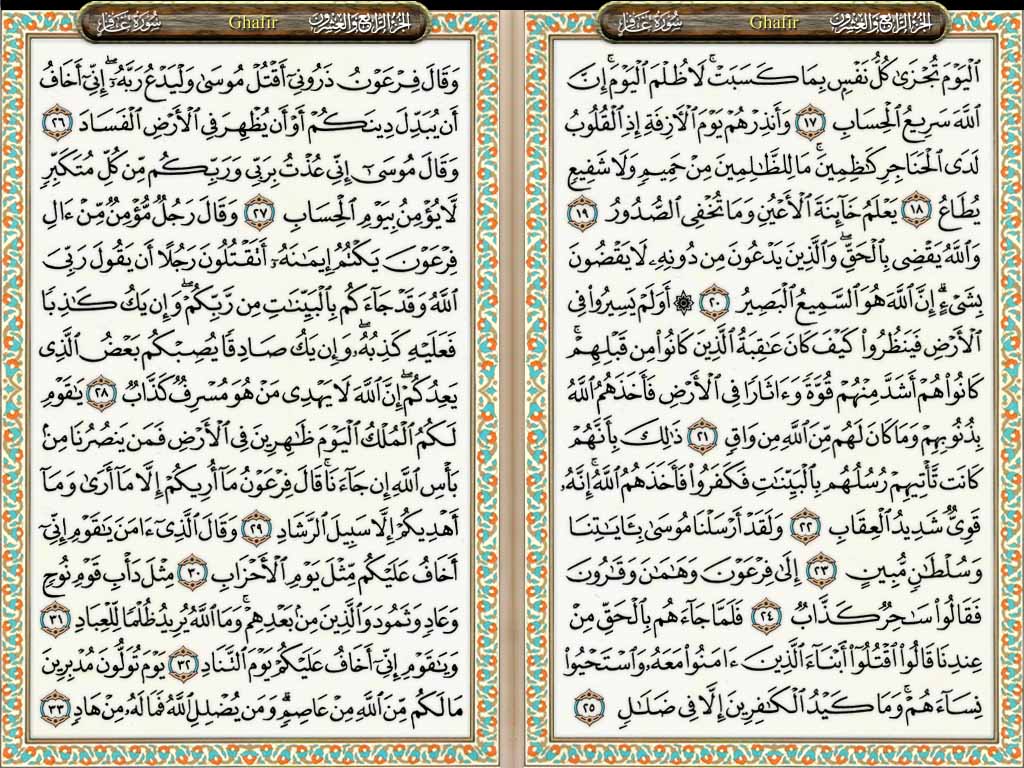 الجُزْءُ الرَّابِعُ وَالعِشْرُونَ Ghafir سُورَةُ غَافِر
ٱلۡيَوۡمَ تُجۡزَىٰ كُلُّ نَفۡسِۭ بِمَا كَسَبَتۡۚ لَا ظُلۡمَ ٱلۡيَوۡمَۚ إِنَّ
ٱللَّهَ سَرِيعُ ٱلۡحِسَابِ ١٧ وَأَنذِرۡهُمۡ يَوۡمَ ٱلۡأٓزِفَةِ إِذِ ٱلۡقُلُوبُ
لَدَى ٱلۡحَنَاجِرِ كَٰظِمِينَۚ مَا لِلظَّٰلِمِينَ مِنۡ حَمِيمٖ وَلَا شَفِيعٖ
يُطَاعُ ١٨ يَعۡلَمُ خَآئِنَةَ ٱلۡأَعۡيُنِ وَمَا تُخۡفِي ٱلصُّدُورُ ١٩
وَٱللَّهُ يَقۡضِي بِٱلۡحَقِّۖ وَٱلَّذِينَ يَدۡعُونَ مِن دُونِهِۦ لَا يَقۡضُونَ
بِشَيۡءٍۗ إِنَّ ٱللَّهَ هُوَ ٱلسَّمِيعُ ٱلۡبَصِيرُ ٢٠ ۞ أَوَلَمۡ يَسِيرُواْ فِي
ٱلۡأَرۡضِ فَيَنظُرُواْ كَيۡفَ كَانَ عَٰقِبَةُ ٱلَّذِينَ كَانُواْ مِن قَبۡلِهِمۡۚ
كَانُواْ هُمۡ أَشَدَّ مِنۡهُمۡ قُوَّةٗ وَءَاثَارٗا فِي ٱلۡأَرۡضِ فَأَخَذَهُمُ ٱللَّهُ
بِذُنُوبِهِمۡ وَمَا كَانَ لَهُم مِّنَ ٱللَّهِ مِن وَاقٖ ٢١ ذَٰلِكَ بِأَنَّهُمۡ
كَانَت تَّأۡتِيهِمۡ رُسُلُهُم بِٱلۡبَيِّنَٰتِ فَكَفَرُواْ فَأَخَذَهُمُ ٱللَّهُۚ إِنَّهُۥ
قَوِيّٞ شَدِيدُ ٱلۡعِقَابِ ٢٢ وَلَقَدۡ أَرۡسَلۡنَا مُوسَىٰ بِـَٔايَٰتِنَا
وَسُلۡطَٰنٖ مُّبِينٍ ٢٣ إِلَىٰ فِرۡعَوۡنَ وَهَٰمَٰنَ وَقَٰرُونَ
فَقَالُواْ سَٰحِرٞ كَذَّابٞ ٢٤ فَلَمَّا جَآءَهُم بِٱلۡحَقِّ مِنۡ
عِندِنَا قَالُواْ ٱقۡتُلُوٓاْ أَبۡنَآءَ ٱلَّذِينَ ءَامَنُواْ مَعَهُۥ وَٱسۡتَحۡيُواْ
نِسَآءَهُمۡۚ وَمَا كَيۡدُ ٱلۡكَٰفِرِينَ إِلَّا فِي ضَلَٰلٖ ٢٥
الجُزْءُ الرَّابِعُ وَالعِشْرُونَ Ghafir سُورَةُ غَافِر
وَقَالَ فِرۡعَوۡنُ ذَرُونِيٓ أَقۡتُلۡ مُوسَىٰ وَلۡيَدۡعُ رَبَّهُۥٓۖ إِنِّيٓ أَخَافُ
أَن يُبَدِّلَ دِينَكُمۡ أَوۡ أَن يُظۡهِرَ فِي ٱلۡأَرۡضِ ٱلۡفَسَادَ ٢٦
وَقَالَ مُوسَىٰٓ إِنِّي عُذۡتُ بِرَبِّي وَرَبِّكُم مِّن كُلِّ مُتَكَبِّرٖ
لَّا يُؤۡمِنُ بِيَوۡمِ ٱلۡحِسَابِ ٢٧ وَقَالَ رَجُلٞ مُّؤۡمِنٞ مِّنۡ ءَالِ
فِرۡعَوۡنَ يَكۡتُمُ إِيمَٰنَهُۥٓ أَتَقۡتُلُونَ رَجُلًا أَن يَقُولَ رَبِّيَ
ٱللَّهُ وَقَدۡ جَآءَكُم بِٱلۡبَيِّنَٰتِ مِن رَّبِّكُمۡۖ وَإِن يَكُ كَٰذِبٗا
فَعَلَيۡهِ كَذِبُهُۥۖ وَإِن يَكُ صَادِقٗا يُصِبۡكُم بَعۡضُ ٱلَّذِي
يَعِدُكُمۡۖ إِنَّ ٱللَّهَ لَا يَهۡدِي مَنۡ هُوَ مُسۡرِفٞ كَذَّابٞ ٢٨ يَٰقَوۡمِ
لَكُمُ ٱلۡمُلۡكُ ٱلۡيَوۡمَ ظَٰهِرِينَ فِي ٱلۡأَرۡضِ فَمَن يَنصُرُنَا مِنۢ
بَأۡسِ ٱللَّهِ إِن جَآءَنَاۚ قَالَ فِرۡعَوۡنُ مَآ أُرِيكُمۡ إِلَّا مَآ أَرَىٰ وَمَآ
أَهۡدِيكُمۡ إِلَّا سَبِيلَ ٱلرَّشَادِ ٢٩ وَقَالَ ٱلَّذِيٓ ءَامَنَ يَٰقَوۡمِ إِنِّيٓ
أَخَافُ عَلَيۡكُم مِّثۡلَ يَوۡمِ ٱلۡأَحۡزَابِ ٣٠ مِثۡلَ دَأۡبِ قَوۡمِ نُوحٖ
وَعَادٖ وَثَمُودَ وَٱلَّذِينَ مِنۢ بَعۡدِهِمۡۚ وَمَا ٱللَّهُ يُرِيدُ ظُلۡمٗا لِّلۡعِبَادِ ٣١
وَيَٰقَوۡمِ إِنِّيٓ أَخَافُ عَلَيۡكُمۡ يَوۡمَ ٱلتَّنَادِ ٣٢ يَوۡمَ تُوَلُّونَ مُدۡبِرِينَ
مَا لَكُم مِّنَ ٱللَّهِ مِنۡ عَاصِمٖۗ وَمَن يُضۡلِلِ ٱللَّهُ فَمَا لَهُۥ مِنۡ هَادٖ ٣٣